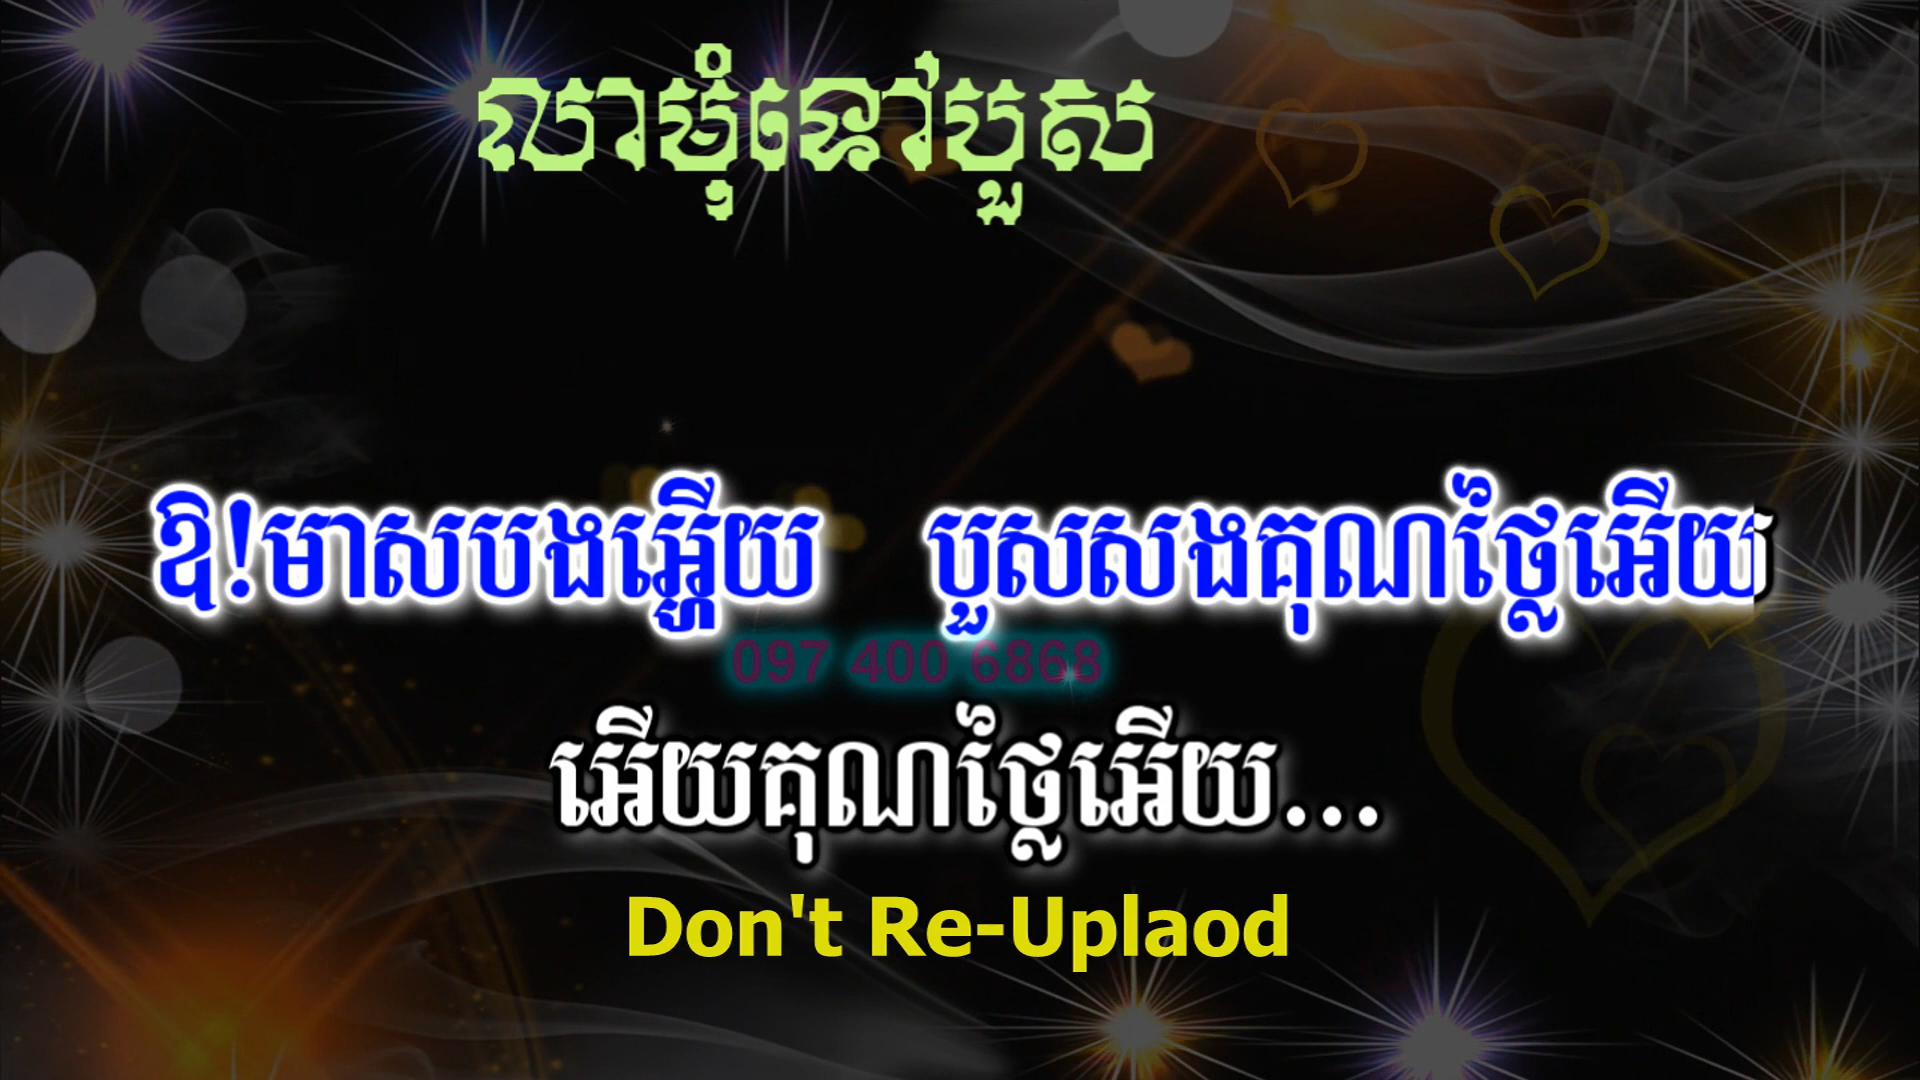 លាមុំទៅបួស
ឱ!មាសបងអ្ហើយ បួសសងគុណថ្លៃអើយ
097 400 6868
អើយគុណថ្លៃអើយ...
Don't Re-Uplaod